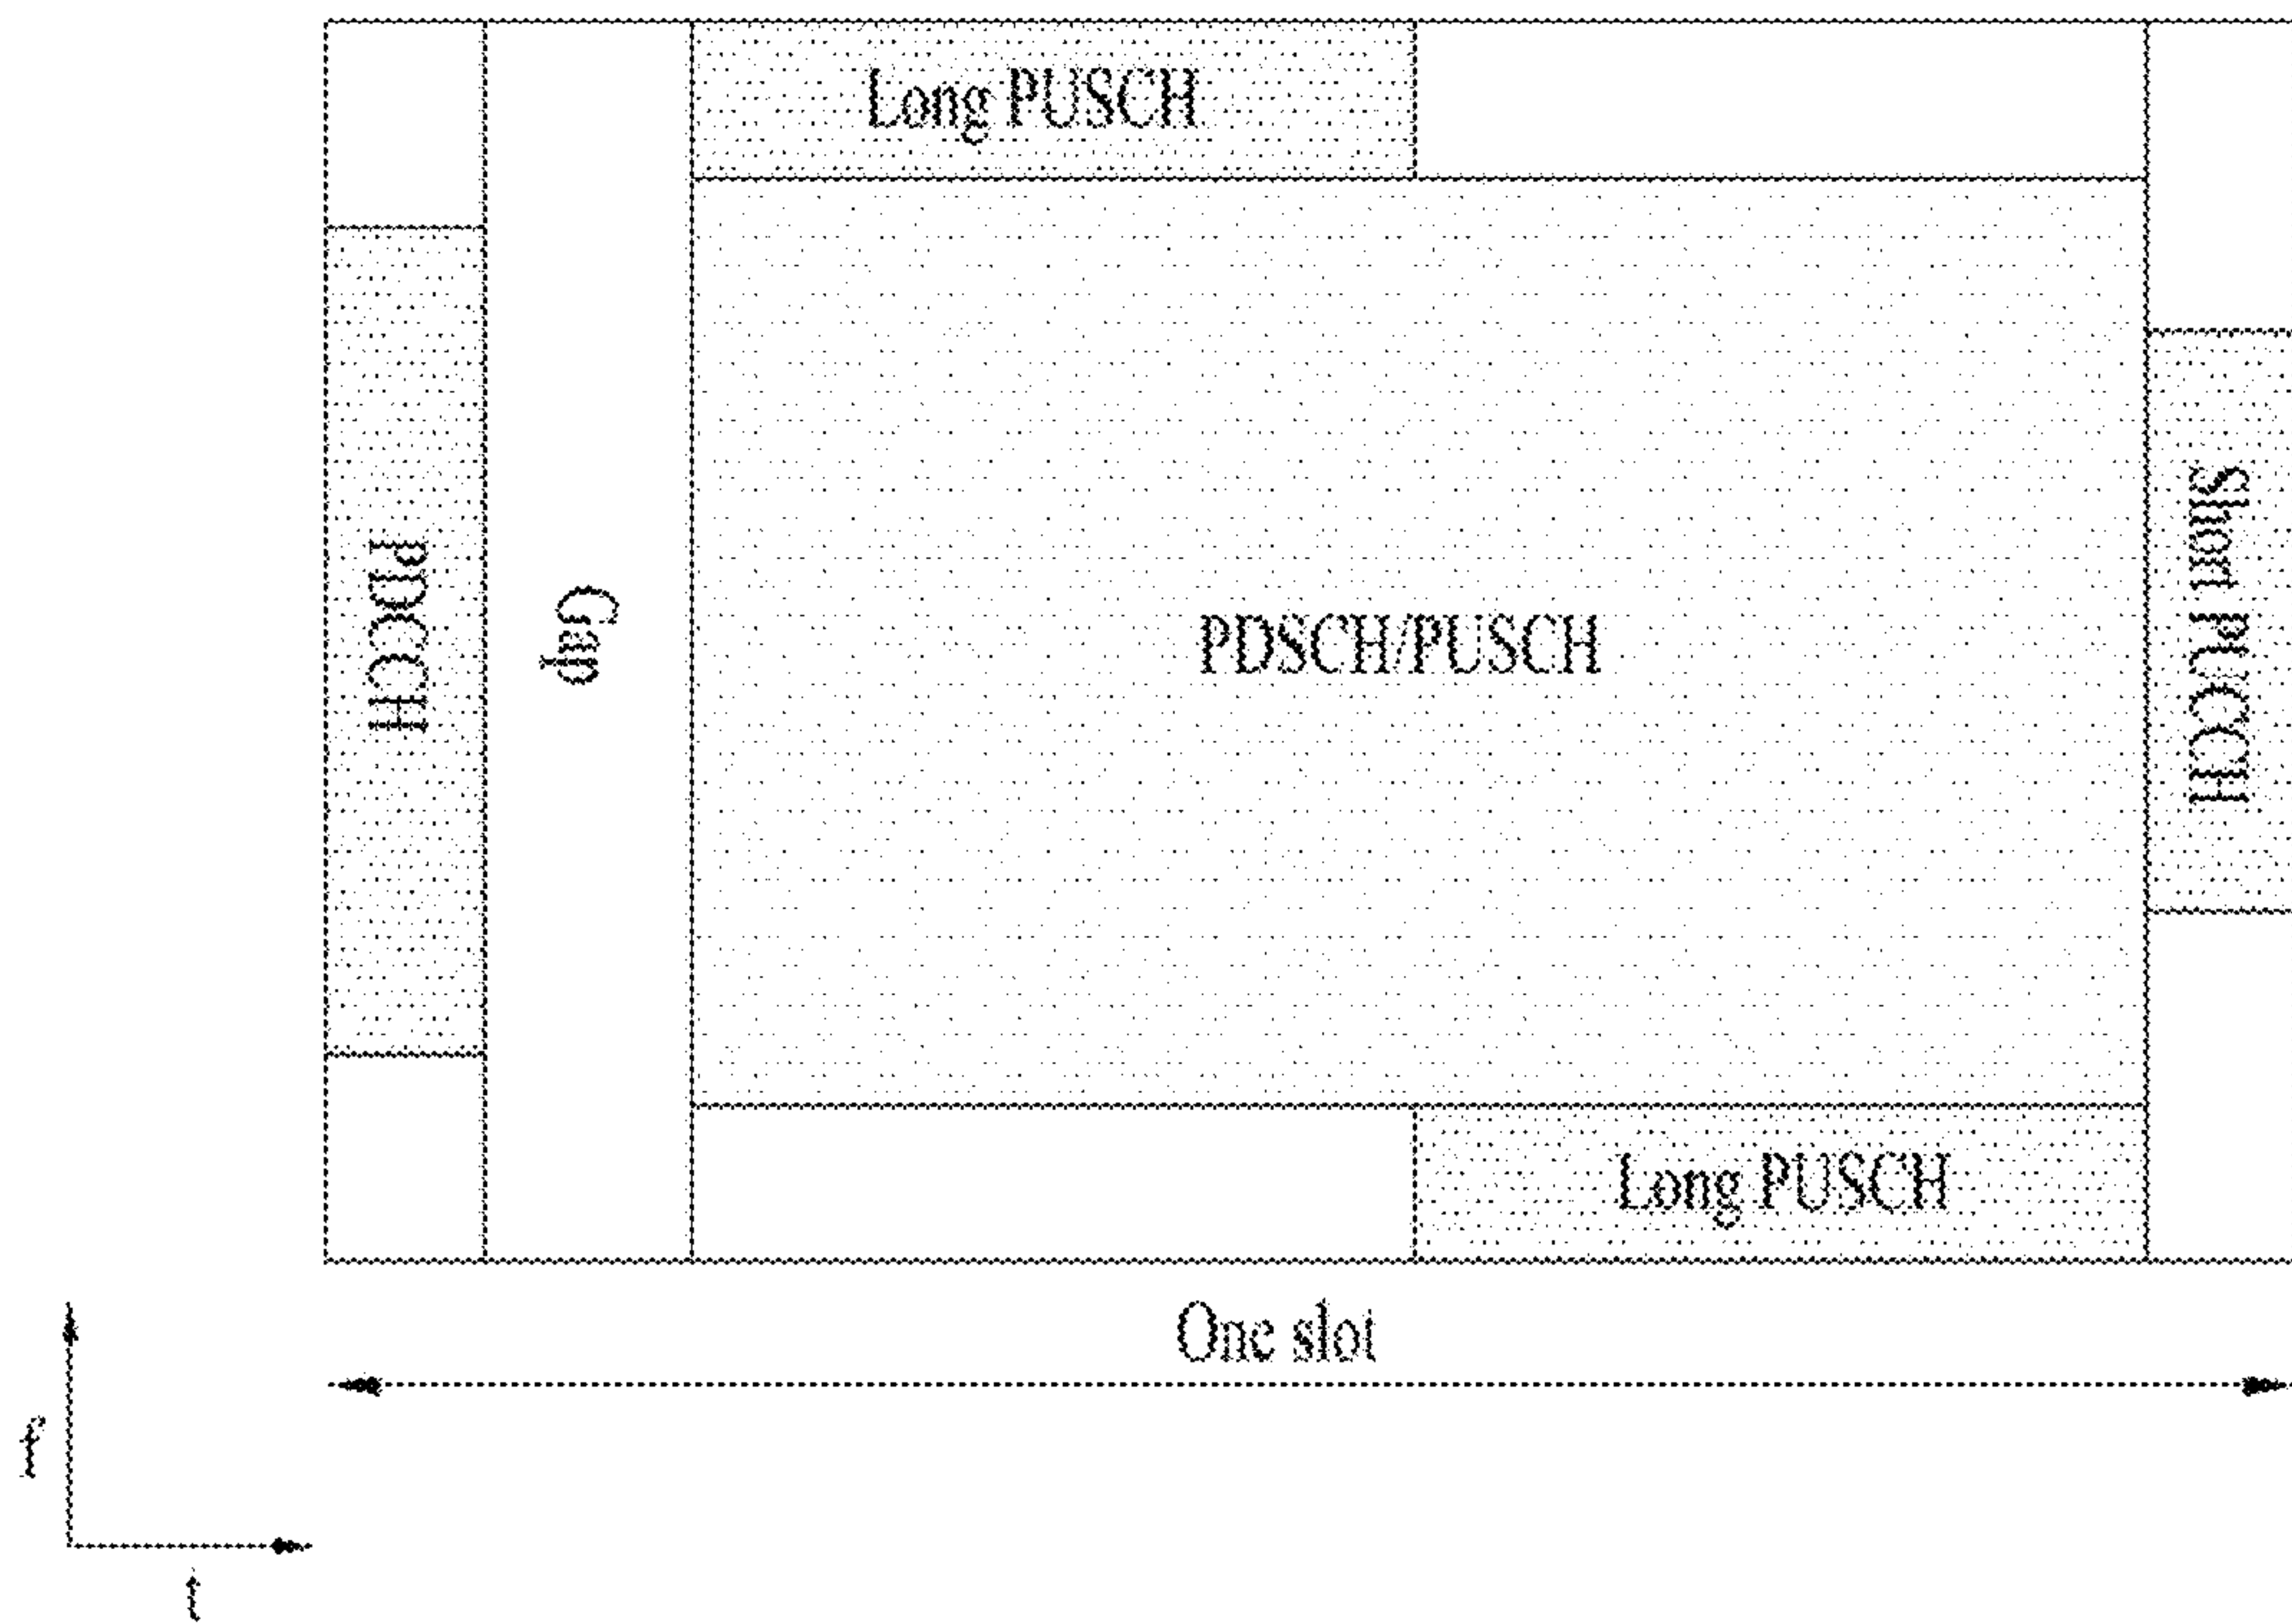 Long PUSCH
PDCCH
Gap
PDSCH/PUSCH
Short PUCCH
Long PUSCH
One slot
f
t